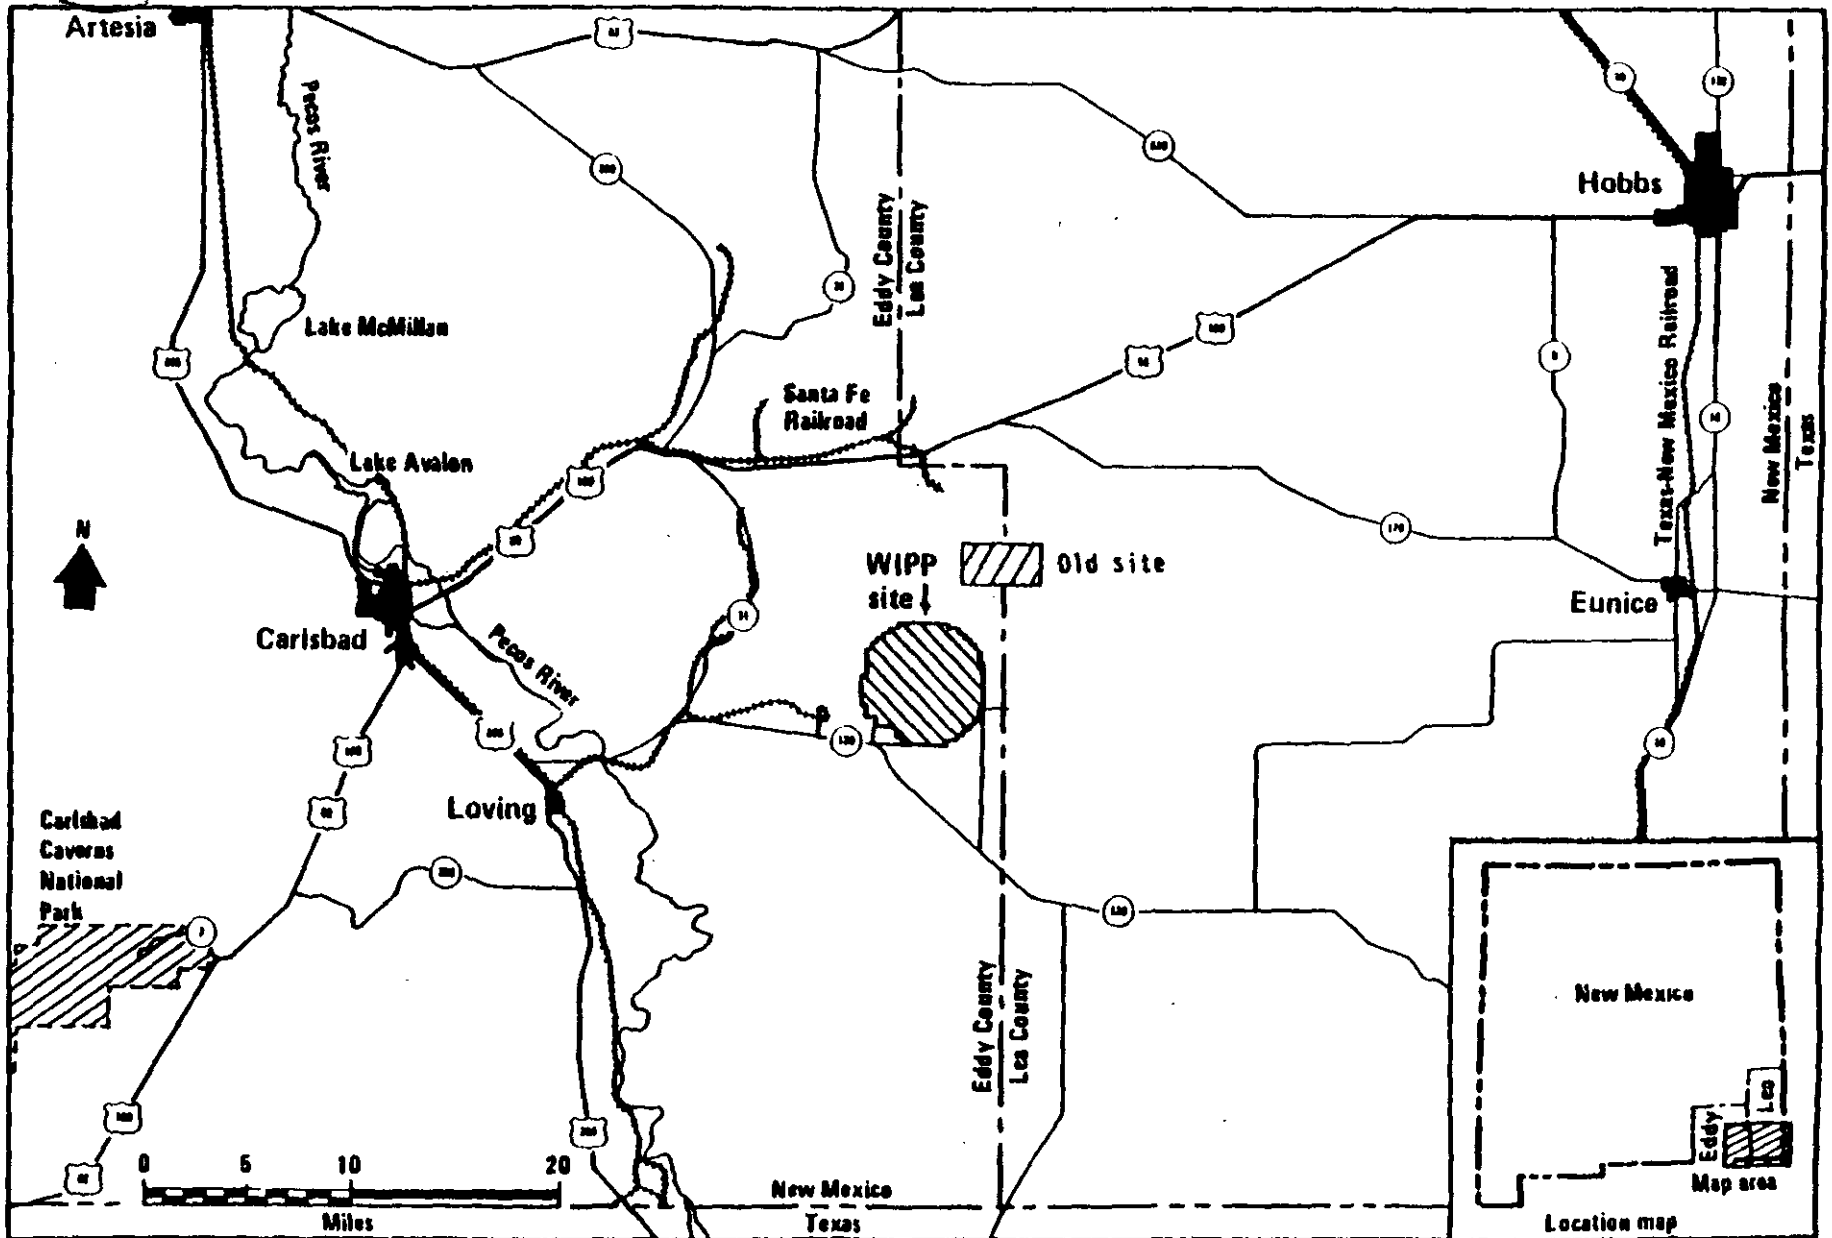 Artesia
Pecos River
Hobbs
Eddy County
Lea County
Lake McMillan
Santa Fe
Railroad
Texas-New Mexico Railroad
New Mexico
Texas
Lake Avalon
N
WIPP
site
Old site
Eunice
Carlsbad
Pecos River
Loving
Carlsbad
Caverns
National
Park
7
Eddy County
Lea County
New Mexico
Lea
Eddy
Map area
Location map
0 5 10 20
Miles
New Mexico
Texas